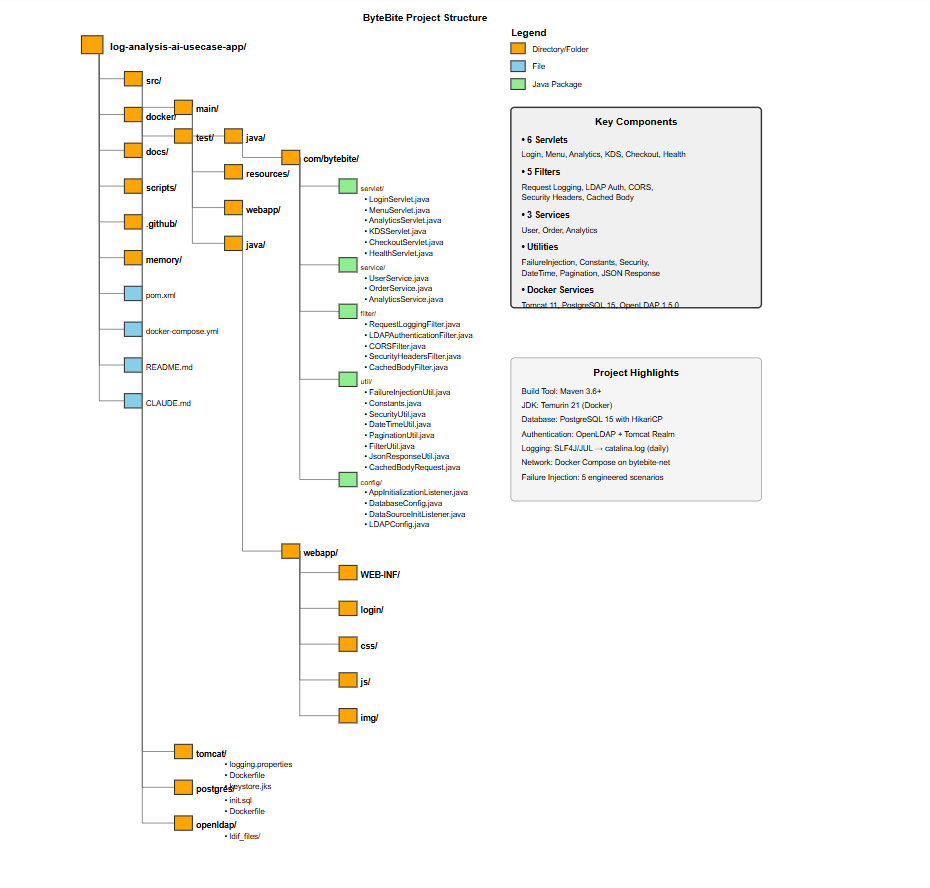 ByteBite Project Structure
log-analysis-ai-usecase-app/
src/
main/
docker/
test/
java/
docs/
com/bytebite/
resources/
scripts/
servlet/
• LoginServlet.java
• MenuServlet.java
• AnalyticsServlet.java
• KDSServlet.java
• CheckoutServlet.java
• HealthServlet.java
webapp/
.github/
java/
memory/
service/
• UserService.java
• OrderService.java
• AnalyticsService.java
pom.xml
filter/
• RequestLoggingFilter.java
• LDAPAuthenticationFilter.java
• CORSFilter.java
• SecurityHeadersFilter.java
• CachedBodyFilter.java
docker-compose.yml
README.md
util/
• FailureInjectionUtil.java
• Constants.java
• SecurityUtil.java
• DateTimeUtil.java
• PaginationUtil.java
• FilterUtil.java
• JsonResponseUtil.java
• CachedBodyRequest.java
CLAUDE.md
config/
• AppInitializationListener.java
• DatabaseConfig.java
• DataSourceInitListener.java
• LDAPConfig.java
webapp/
WEB-INF/
login/
css/
js/
img/
tomcat/
• logging.properties
• Dockerfile
• keystore.jks
postgres/
• init.sql
• Dockerfile
openldap/
• ldif_files/
Legend
Directory/Folder
File
Java Package
Key Components
• 6 Servlets
Login, Menu, Analytics, KDS, Checkout, Health
• 5 Filters
Request Logging, LDAP Auth, CORS,
Security Headers, Cached Body
• 3 Services
User, Order, Analytics
• Utilities
FailureInjection, Constants, Security,
DateTime, Pagination, JSON Response
• Docker Services
Tomcat 11, PostgreSQL 15, OpenLDAP 1.5.0
Project Highlights
Build Tool: Maven 3.6+
JDK: Temurin 21 (Docker)
Database: PostgreSQL 15 with HikariCP
Authentication: OpenLDAP + Tomcat Realm
Logging: SLF4J/JUL → catalina.log (daily)
Network: Docker Compose on bytebite-net
Failure Injection: 5 engineered scenarios